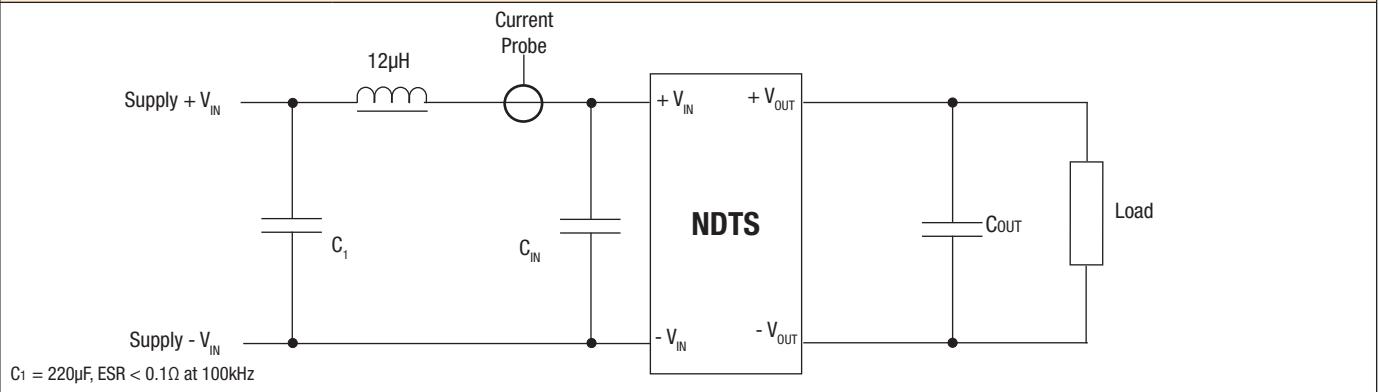 Current
Probe
12µH
Supply + V_IN
+ V_IN
+ V_OUT
NDTS
C_1
C_IN
COUT
Load
Supply - V_IN
- V_IN
- V_OUT
C1 = 220µF, ESR < 0.1Ω at 100kHz